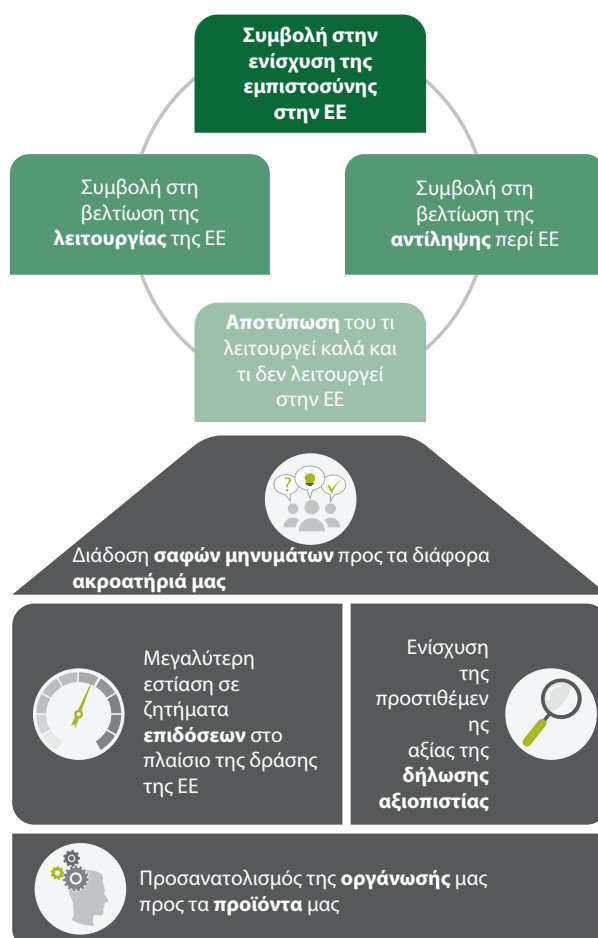 Συμβολή στην
ενίσχυση της
εμπιστοσύνης
στην ΕΕ
Συμβολή στη
βελτίωση της
λειτουργίας της ΕΕ
Συμβολή στη
βελτίωση της
αντίληψης περί ΕΕ
Αποτύπωση του τι
λειτουργεί καλά και
τι δεν λειτουργεί
στην ΕΕ
?
Διάδοση σαφών μηνυμάτων προς τα διάφορα
ακροατήριά μας
Μεγαλύτερη
εστίαση σε
ζητήματα
επιδόσεων στο
πλαίσιο της δράσης
της ΕΕ
Ενίσχυση
της
προστιθέμεν
ης
αξίας της
δήλωσης
αξιοπιστίας
Προσανατολισμός της οργάνωσής μας
προς τα προϊόντα μας